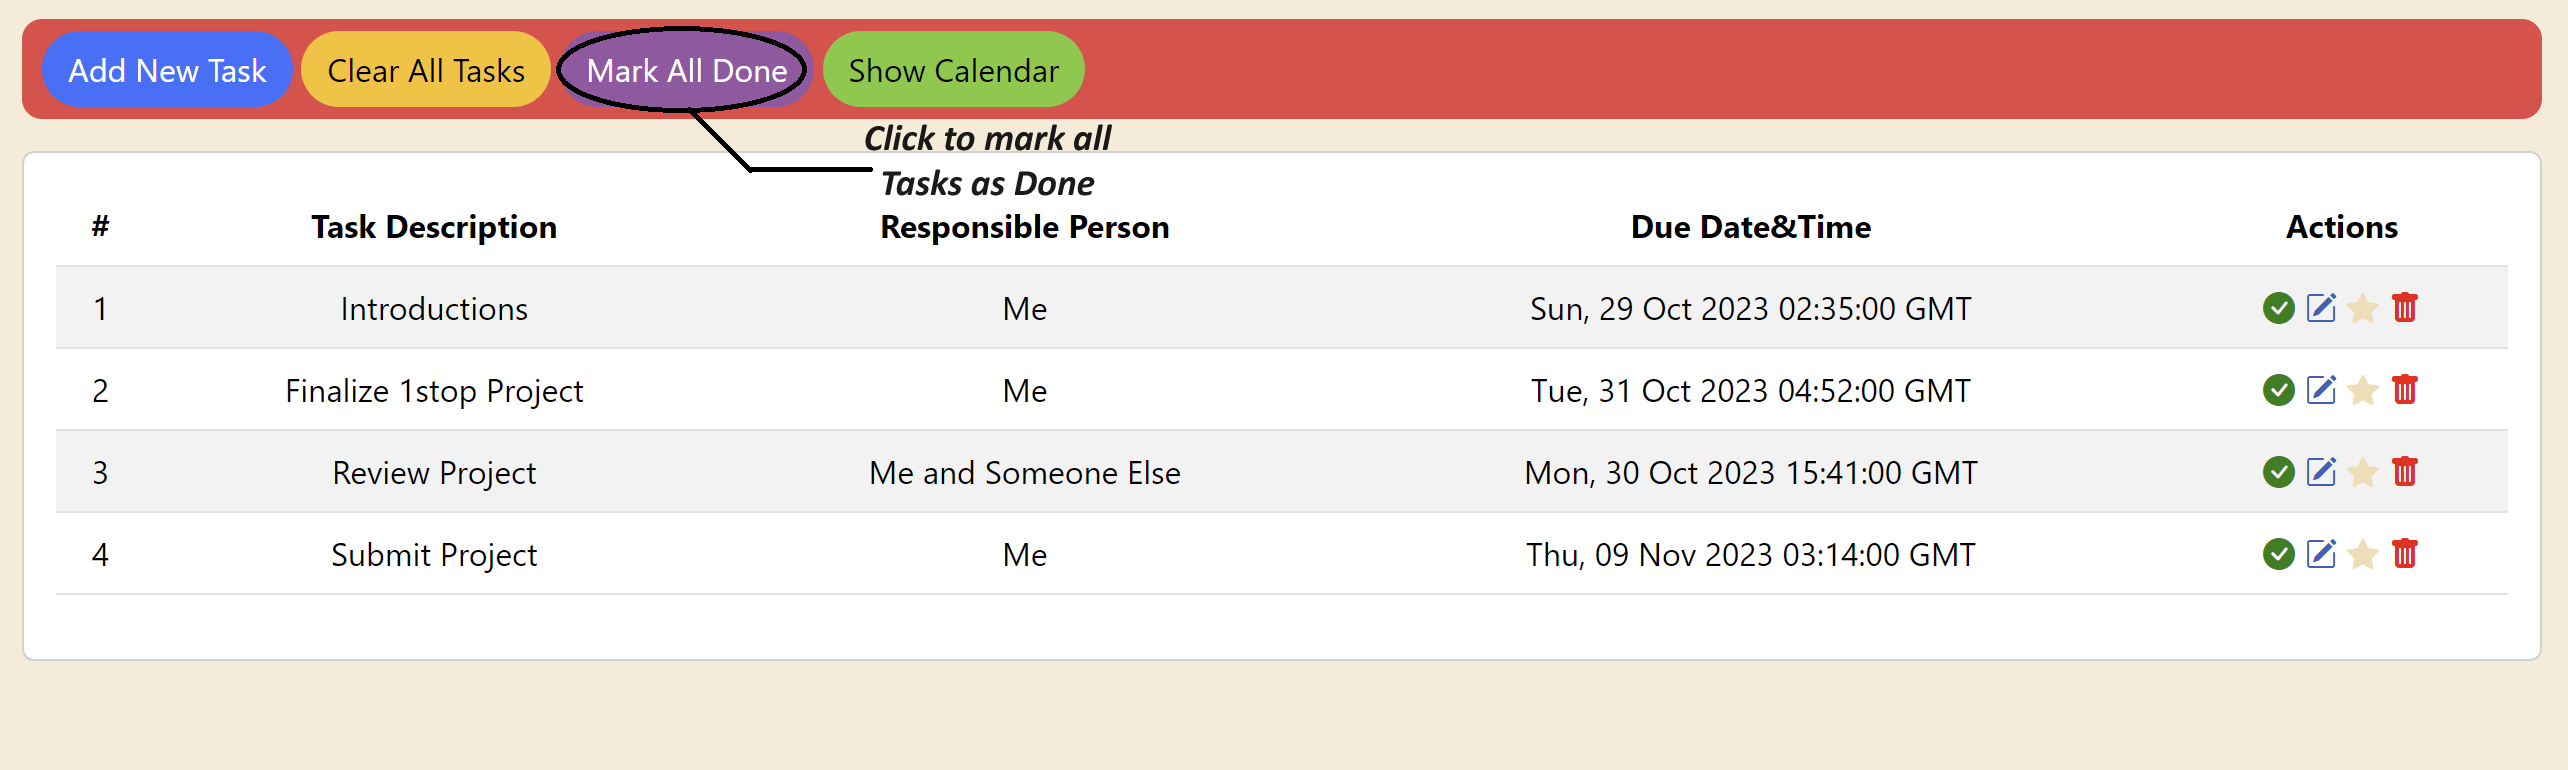 Add New Task Clear All Tasks Mark All Done Show Calendar
Click to mark all
Tasks as Done
# Task Description Responsible Person Due Date&Time Actions
1 Introductions Me Sun, 29 Oct 2023 02:35:00 GMT
2 Finalize 1stop Project Me Tue, 31 Oct 2023 04:52:00 GMT
3 Review Project Me and Someone Else Mon, 30 Oct 2023 15:41:00 GMT
4 Submit Project Me Thu, 09 Nov 2023 03:14:00 GMT